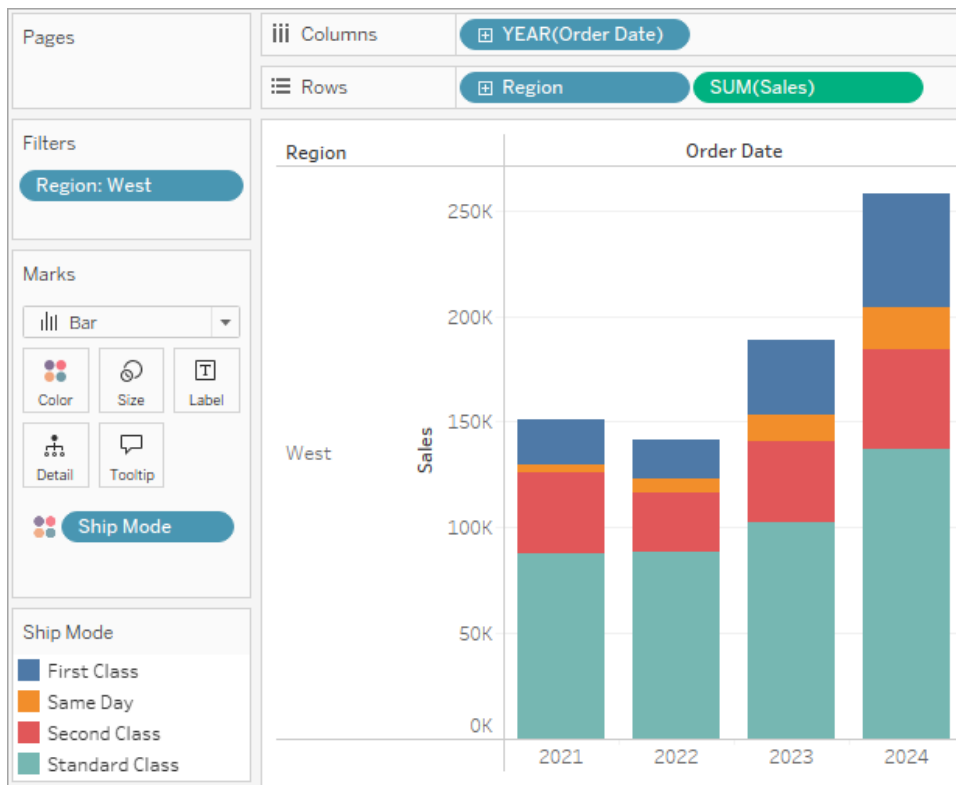 Pages
Columns
YEAR(Order Date)
Rows
Region
SUM(Sales)
Filters
Region: West
Marks
Bar
Color
Size
Label
Detail
Tooltip
Ship Mode
Ship Mode
First Class
Same Day
Second Class
Standard Class
Region
Order Date
West
Sales
250K
200K
150K
100K
50K
0K
2021
2022
2023
2024